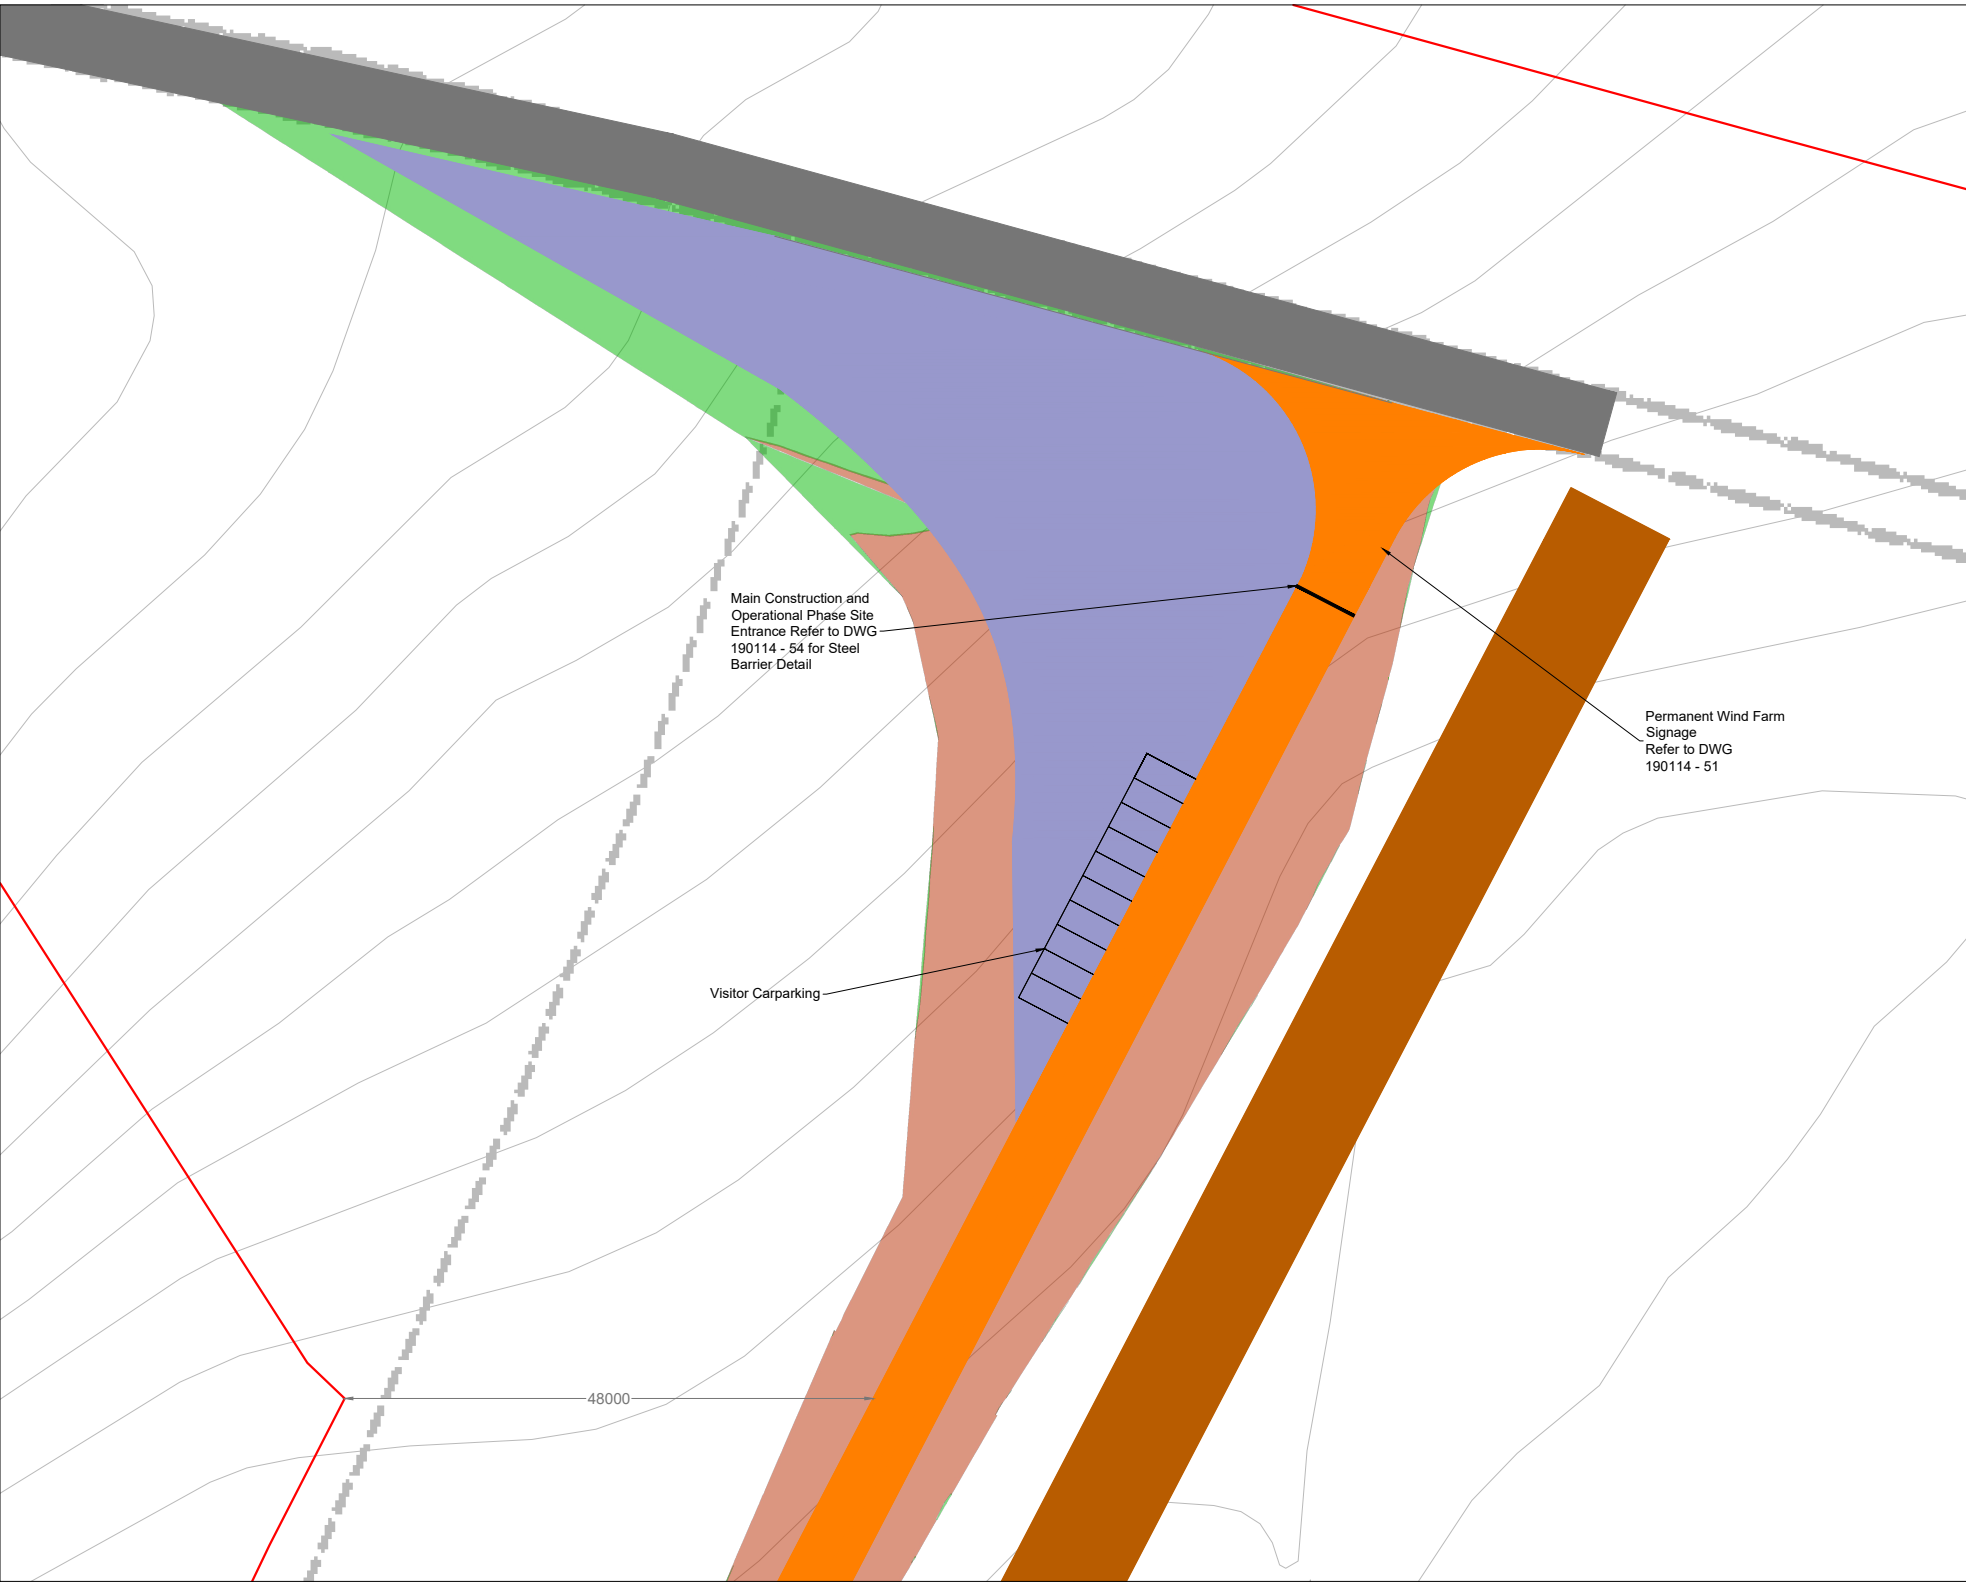 Main Construction and
Operational Phase Site
Entrance Refer to DWG
190114 - 54 for Steel
Barrier Detail
Permanent Wind Farm
Signage
Refer to DWG
190114 - 51
Visitor Carparking
48000